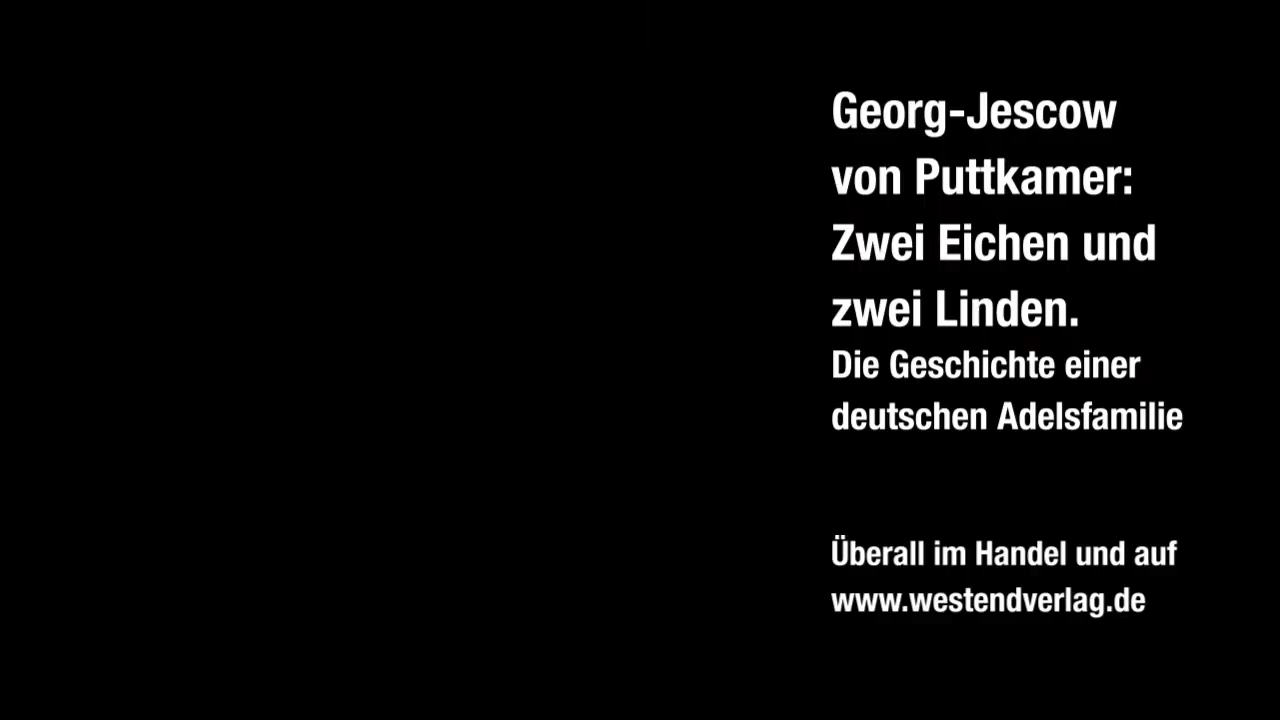 Georg-Jescow
von Puttkamer:
Zwei Eichen und
zwei Linden.
Die Geschichte einer
deutschen Adelsfamilie
Überall im Handel und auf
www.westendverlag.de